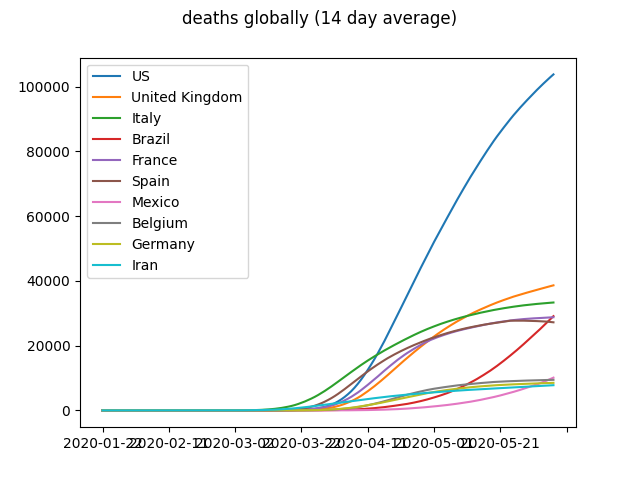 deaths globally (14 day average)
100000
80000
60000
40000
20000
0
US
United Kingdom
Italy
Brazil
France
Spain
Mexico
Belgium
Germany
Iran
2020-01-22 2020-02-11 2020-03-02 2020-03-22 2020-04-11 2020-05-01 2020-05-21